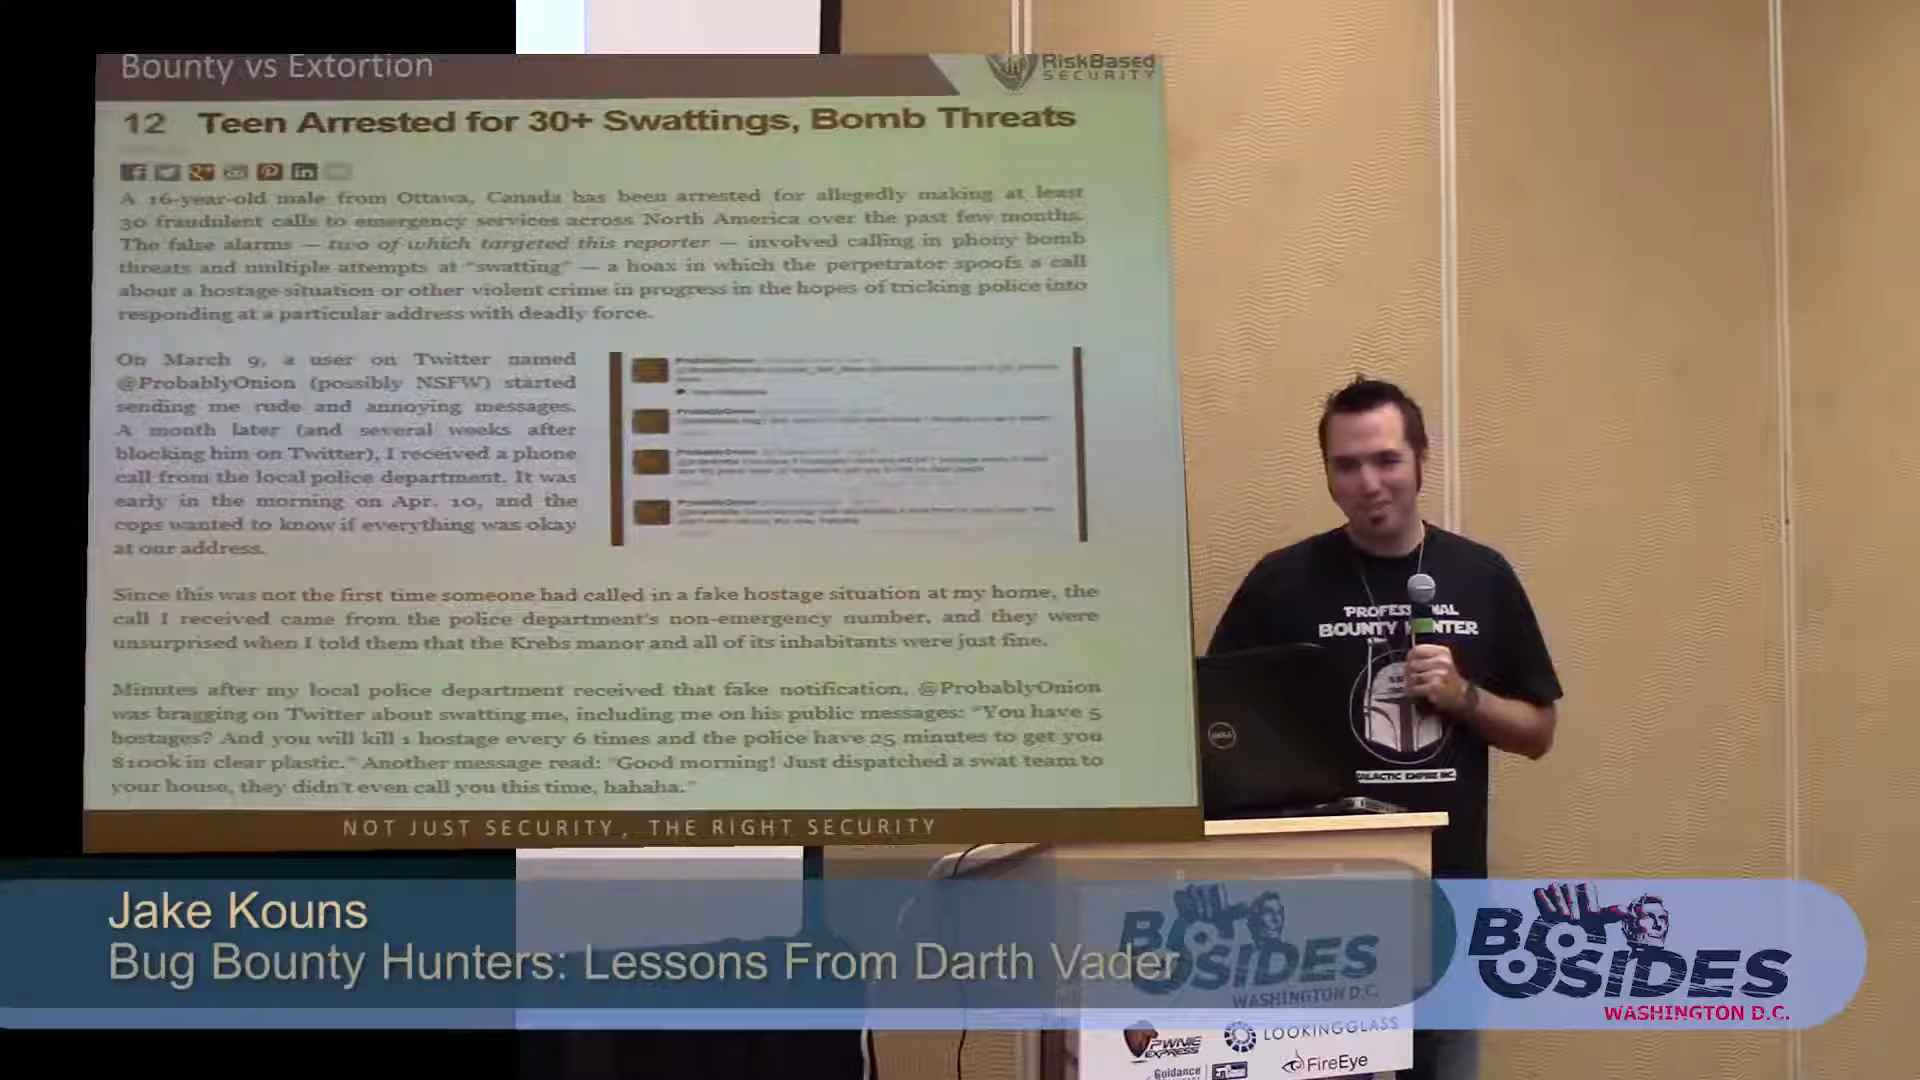 Bounty vs Extortion
RiskBased
SECURITY
12 Teen Arrested for 30+ Swattings, Bomb Threats
A 16-year-old male from Ottawa, Canada has been arrested for allegedly making at least
30 fraudulent calls to emergency services across North America over the past few months.
The false alarms — two of which targeted this reporter — involved calling in phony bomb
threats and multiple attempts at "swatting" — a hoax in which the perpetrator spoofs a call
about a hostage situation or other violent crime in progress in the hopes of tricking police into
responding at a particular address with deadly force.
On March 9, a user on Twitter named
@ProbablyOnion (possibly NSFW) started
sending me rude and annoying messages.
A month later (and several weeks after
blocking him on Twitter), I received a phone
call from the local police department. It was
early in the morning on Apr. 10, and the
cops wanted to know if everything was okay
at our address.
Since this was not the first time someone had called in a fake hostage situation at my home, the
call I received came from the police department's non-emergency number, and they were
unsurprised when I told them that the Krebs manor and all of its inhabitants were just fine.
Minutes after my local police department received that fake notification, @ProbablyOnion
was bragging on Twitter about swatting me, including me on his public messages: "You have 5
hostages? And you will kill 1 hostage every 6 times and the police have 25 minutes to get you
$100k in clear plastic." Another message read: "Good morning! Just dispatched a swat team to
your house, they didn't even call you this time, hahaha."
NOT JUST SECURITY, THE RIGHT SECURITY
PROFESSIONAL
BOUNTY HUNTER
GALACTIC EMPIRE INC.
DELL
Jake Kouns
Bug Bounty Hunters: Lessons From Darth Vader
BSIDES
WASHINGTON D.C.
BSIDES
WASHINGTON D.C.
PWNIE
EXPRESS
LOOKINGGLASS
FireEye
Guidance